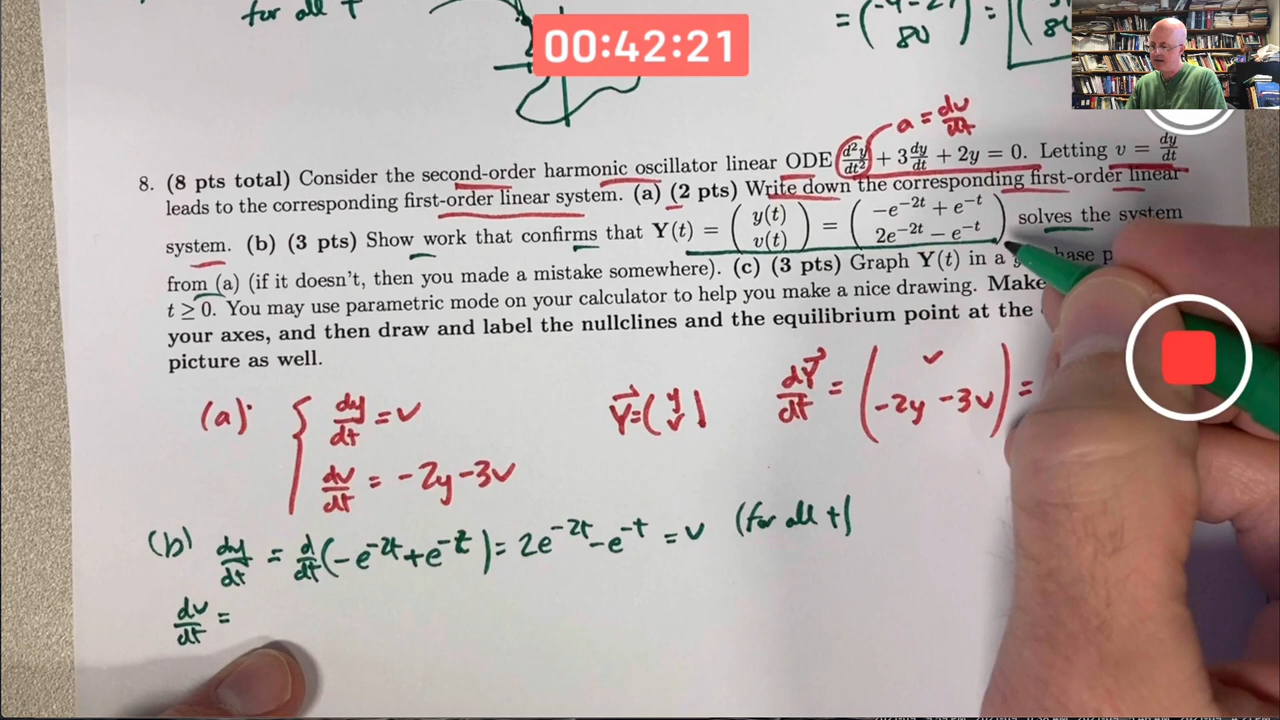 for all t
= (-4-27
80) = (
80
00:42:21
a = dv/dt
8. (8 pts total) Consider the second-order harmonic oscillator linear ODE d²y/dt² + 3 dy/dt + 2y = 0. Letting v = dy/dt
leads to the corresponding first-order linear system. (a) (2 pts) Write down the corresponding first-order linear
system. (b) (3 pts) Show work that confirms that Y(t) = ( y(t) v(t) ) = ( −e^{−2t} + e^{−t} 2e^{−2t} − e^{−t} ) solves the system
from (a) (if it doesn't, then you made a mistake somewhere). (c) (3 pts) Graph Y(t) in a
t ≥ 0. You may use parametric mode on your calculator to help you make a nice drawing. Make
your axes, and then draw and label the nullclines and the equilibrium point at the
picture as well.
(a): { dy/dt = v
dv/dt = -2y-3v
Y = ( y v )
dY/dt = ( v -2y-3v ) =
(b) dy/dt = d/dt(-e^{-2t}+e^{-t}) = 2e^{-2t}-e^{-t} = v (for all t)
dv/dt =